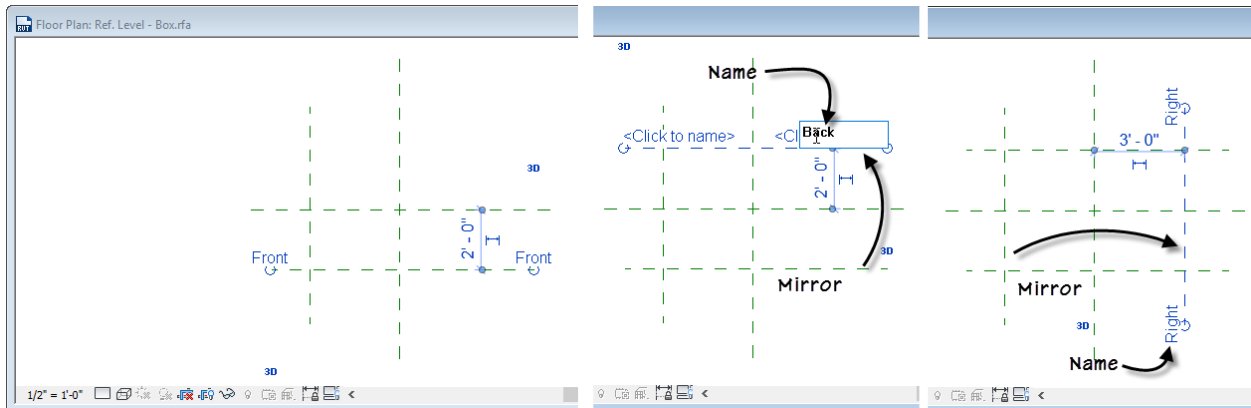 Floor Plan: Ref. Level - Box.rfa
3D
2' - 0"
Front
Front
3D
1/2" = 1'-0"
3D
Name
<Click to name>
<Cl
Back
2' - 0"
3D
Mirror
Right
3' - 0"
Mirror
3D
Right
Name